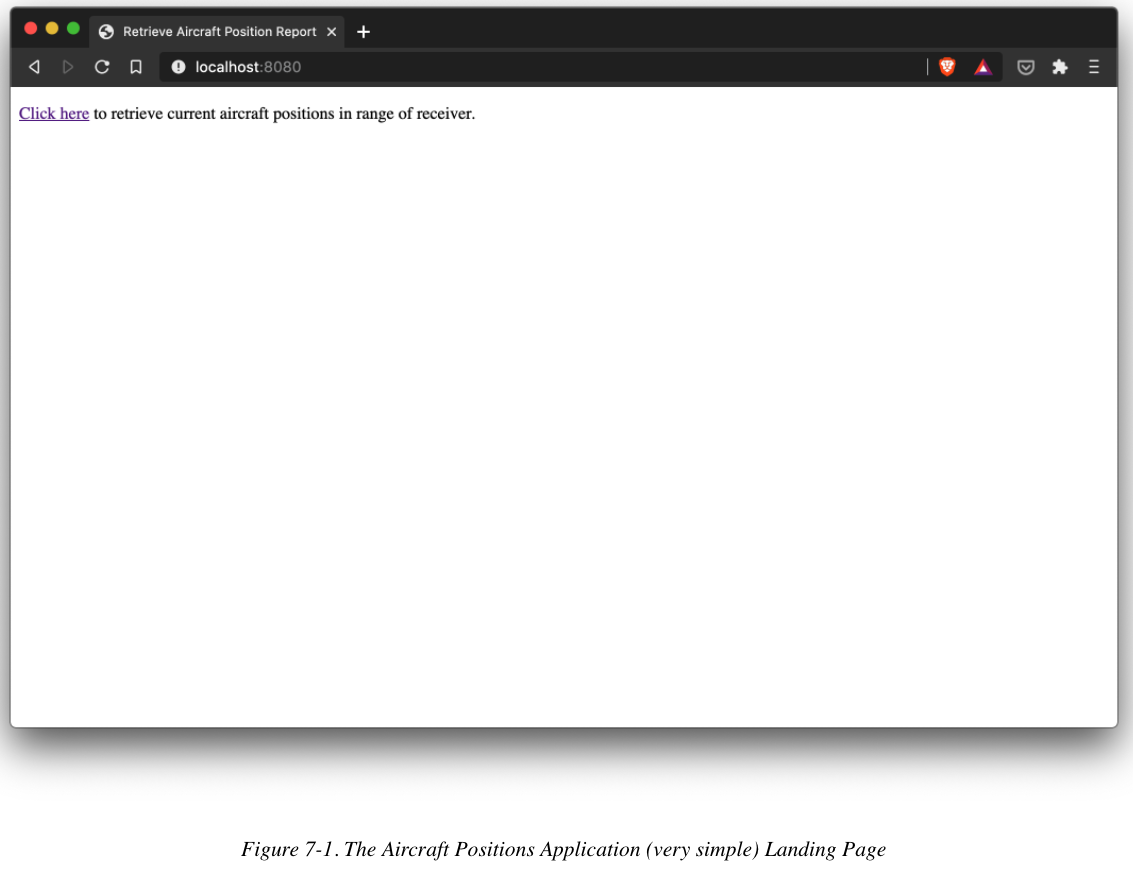 Retrieve Aircraft Position Report
localhost:8080
Click here to retrieve current aircraft positions in range of receiver.
Figure 7-1. The Aircraft Positions Application (very simple) Landing Page